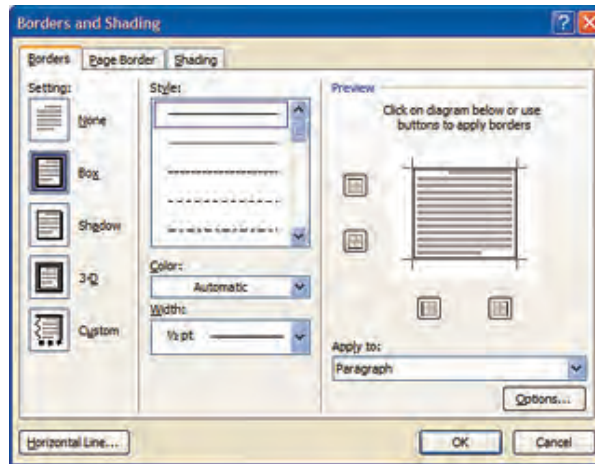 Borders and Shading
Borders
Page Border
Shading
Setting:
None
Box
Shadow
3-D
Custom
Style:
Color:
Automatic
Width:
½ pt
Preview
Click on diagram below or use
buttons to apply borders
Apply to:
Paragraph
Options...
Horizontal Line...
OK
Cancel